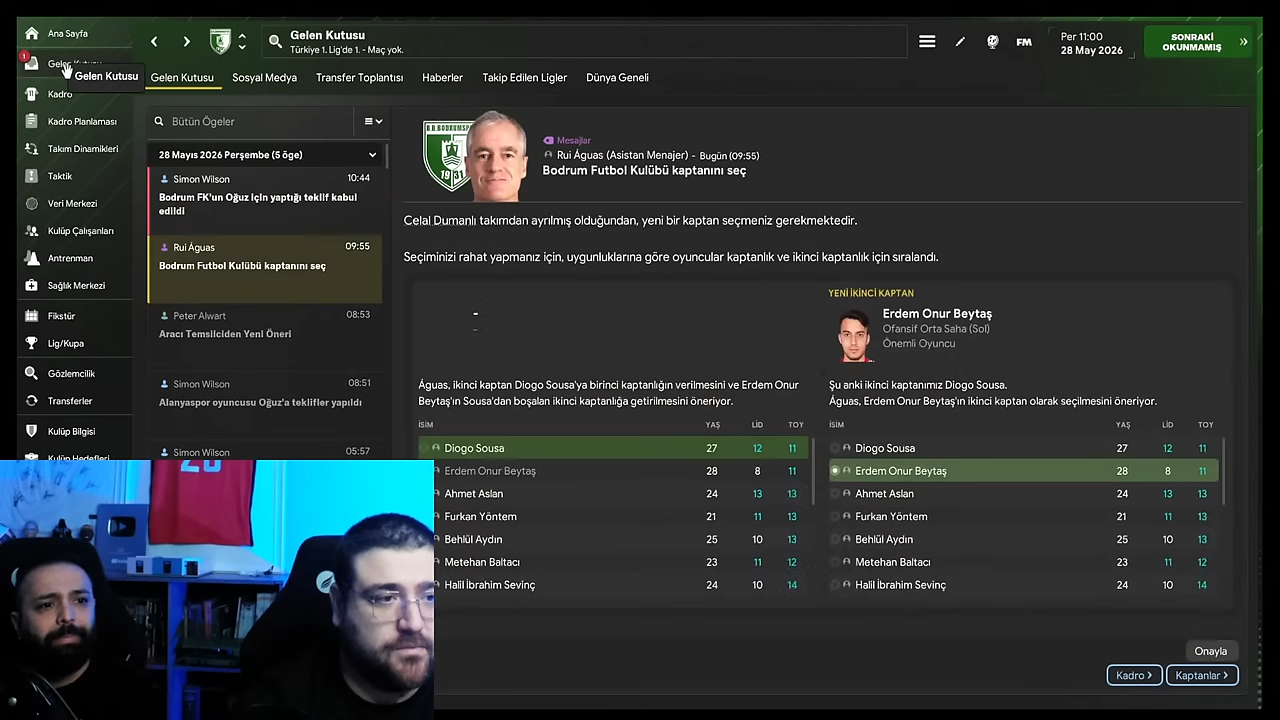 Ana Sayfa
Gelen Kutusu
Türkiye 1. Lig'de 1. - Maç yok.
Per 11:00
28 May 2026
SONRAKI
OKUNMAMIŞ
FM
1
Gelen Kutusu
Kadro
Kadro Planlaması
Takım Dinamikleri
Taktik
Veri Merkezi
Kulüp Çalışanları
Antrenman
Sağlık Merkezi
Fikstür
Lig/Kupa
Gözlemcilik
Transferler
Kulüp Bilgisi
Kulüp Hedefleri
Gelen Kutusu
Sosyal Medya
Transfer Toplantısı
Haberler
Takip Edilen Ligler
Dünya Geneli
Bütün Ögeler
28 Mayıs 2026 Perşembe (5 öge)
Simon Wilson 10:44
Bodrum FK'un Oğuz için yaptığı teklif kabul
edildi
Rui Águas 09:55
Bodrum Futbol Kulübü kaptanını seç
Peter Alwart 08:53
Aracı Temsilciden Yeni Öneri
Simon Wilson 08:51
Alanyaspor oyuncusu Oğuz'a teklifler yapıldı
Simon Wilson 05:57
19 31
Mesajlar
Rui Águas (Asistan Menajer) - Bugün (09:55)
Bodrum Futbol Kulübü kaptanını seç
Celal Dumanlı takımdan ayrılmış olduğundan, yeni bir kaptan seçmeniz gerekmektedir.
Seçiminizi rahat yapmanız için, uygunluklarına göre oyuncular kaptanlık ve ikinci kaptanlık için sıralandı.
-
-
Águas, ikinci kaptan Diogo Sousa'ya birinci kaptanlığın verilmesini ve Erdem Onur
Beytaş'ın Sousa'dan boşalan ikinci kaptanlığa getirilmesini öneriyor.
İSİM YAŞ LİD TOY
Diogo Sousa 27 12 11
Erdem Onur Beytaş 28 8 11
Ahmet Aslan 24 13 13
Furkan Yöntem 21 11 13
Behlül Aydın 25 10 13
Metehan Baltacı 23 11 12
Halil İbrahim Sevinç 24 10 14
YENİ İKİNCİ KAPTAN
Erdem Onur Beytaş
Ofansif Orta Saha (Sol)
Önemli Oyuncu
Şu anki ikinci kaptanımız Diogo Sousa.
Águas, Erdem Onur Beytaş'ın ikinci kaptan olarak seçilmesini öneriyor.
İSİM YAŞ LİD TOY
Diogo Sousa 27 12 11
Erdem Onur Beytaş 28 8 11
Ahmet Aslan 24 13 13
Furkan Yöntem 21 11 13
Behlül Aydın 25 10 13
Metehan Baltacı 23 11 12
Halil İbrahim Sevinç 24 10 14
Onayla
Kadro
Kaptanlar